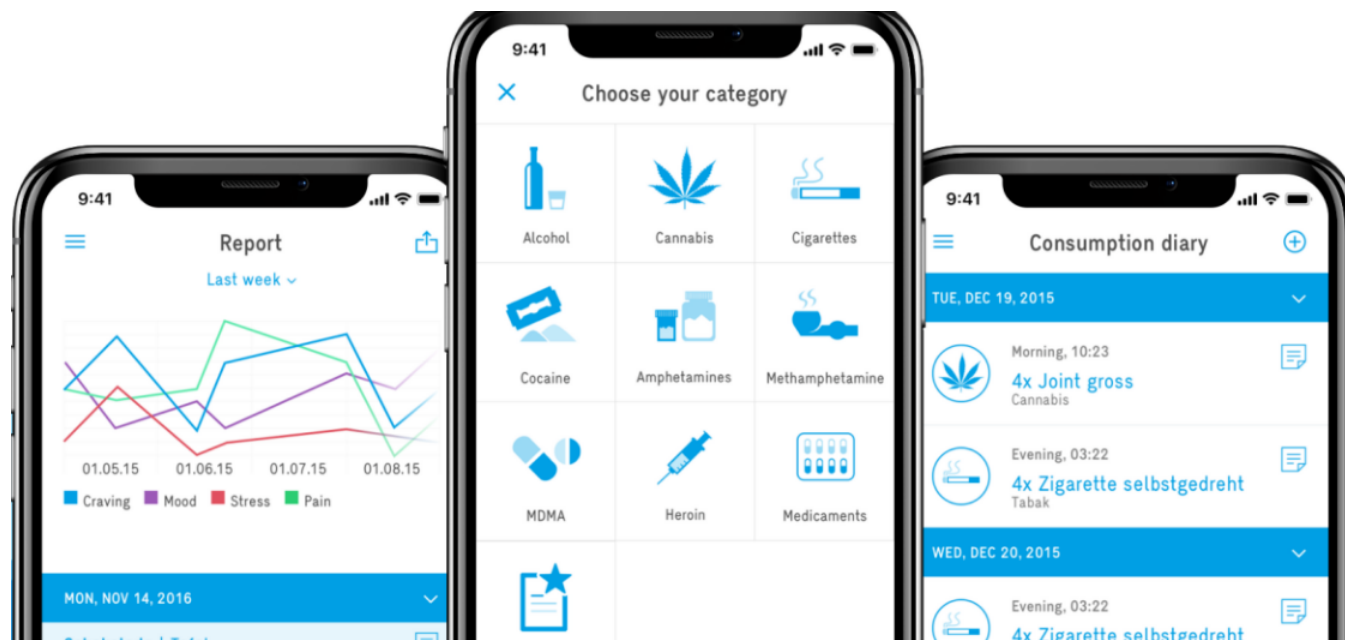 9:41
Report
Last week
01.05.15 01.06.15 01.07.15 01.08.15
Craving Mood Stress Pain
MON, NOV 14, 2016
9:41
Choose your category
Alcohol Cannabis Cigarettes
Cocaine Amphetamines Methamphetamine
MDMA Heroin Medicaments
9:41
Consumption diary
TUE, DEC 19, 2015
Morning, 10:23
4x Joint gross
Cannabis
Evening, 03:22
4x Zigarette selbstgedreht
Tabak
WED, DEC 20, 2015
Evening, 03:22
4x Zigarette selbstgedreht